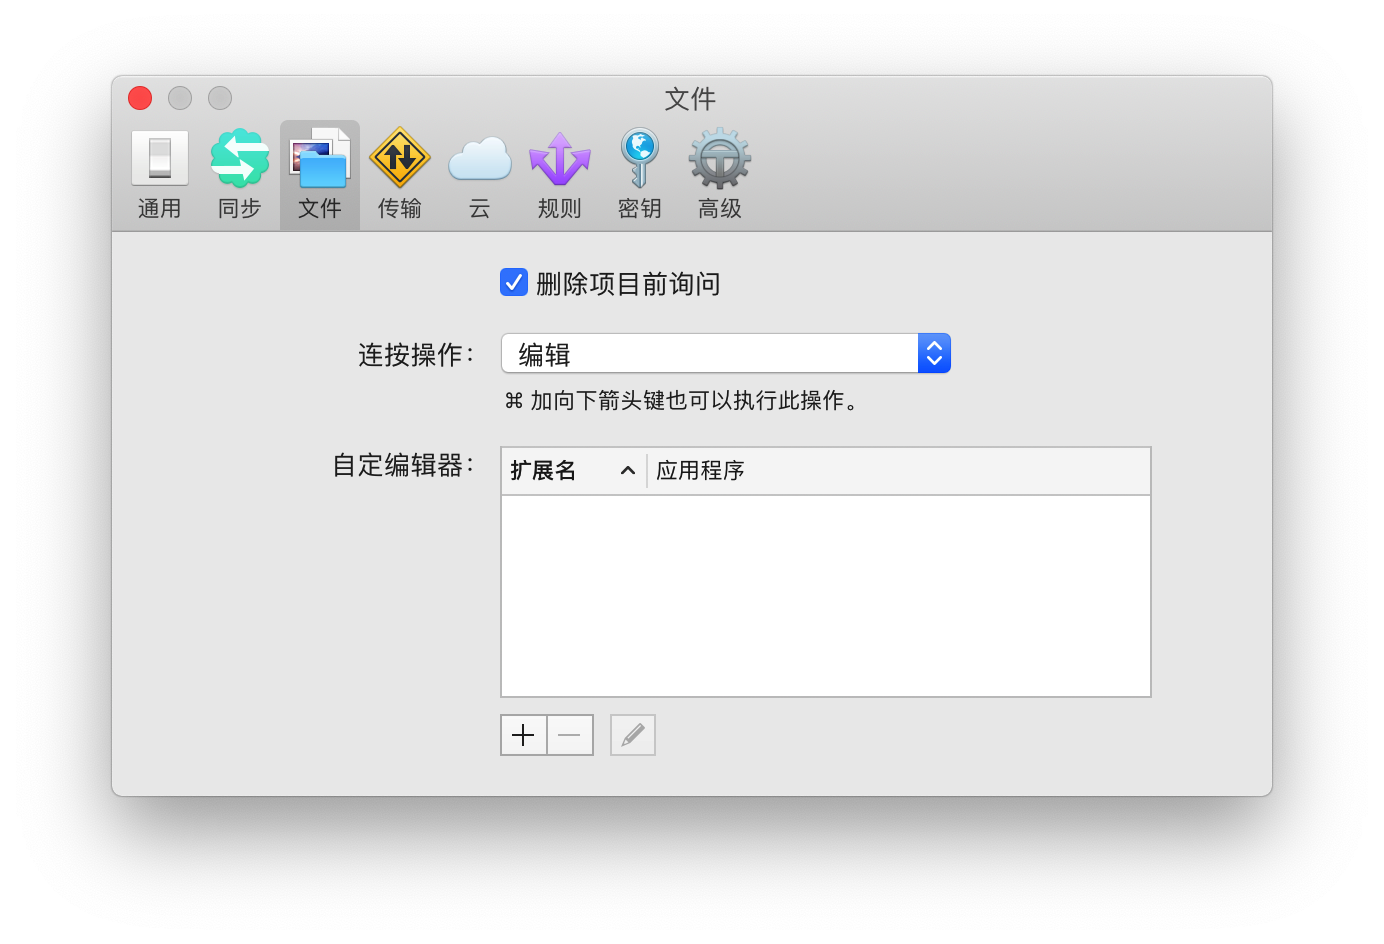 文件
通用 同步 文件 传输 云 规则 密钥 高级
删除项目前询问
连按操作： 编辑
⌘ 加向下箭头键也可以执行此操作。
自定编辑器： 扩展名 应用程序